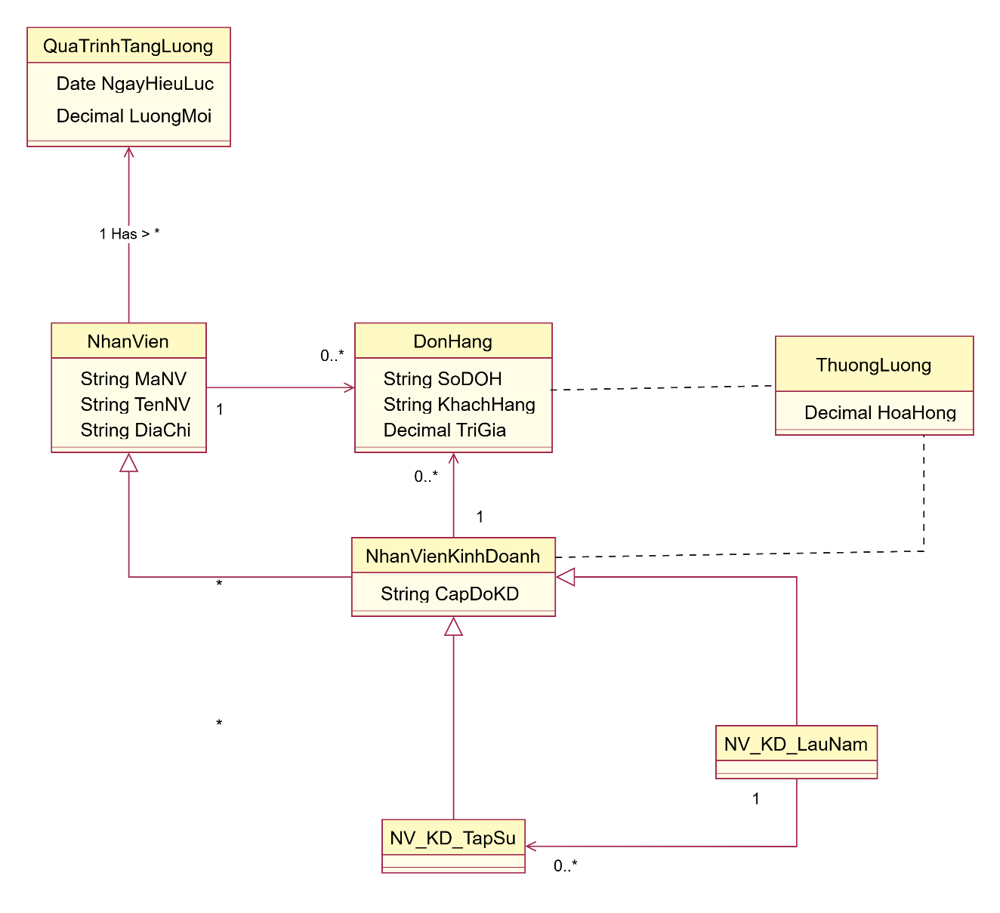 QuaTrinhTangLuong
Date NgayHieuLuc
Decimal LuongMoi
1 Has > *
NhanVien
String MaNV
String TenNV
String DiaChi
0..*
1
DonHang
String SoDOH
String KhachHang
Decimal TriGia
ThuongLuong
Decimal HoaHong
0..*
1
NhanVienKinhDoanh
String CapDoKD
*
*
NV_KD_LauNam
1
NV_KD_TapSu
0..*